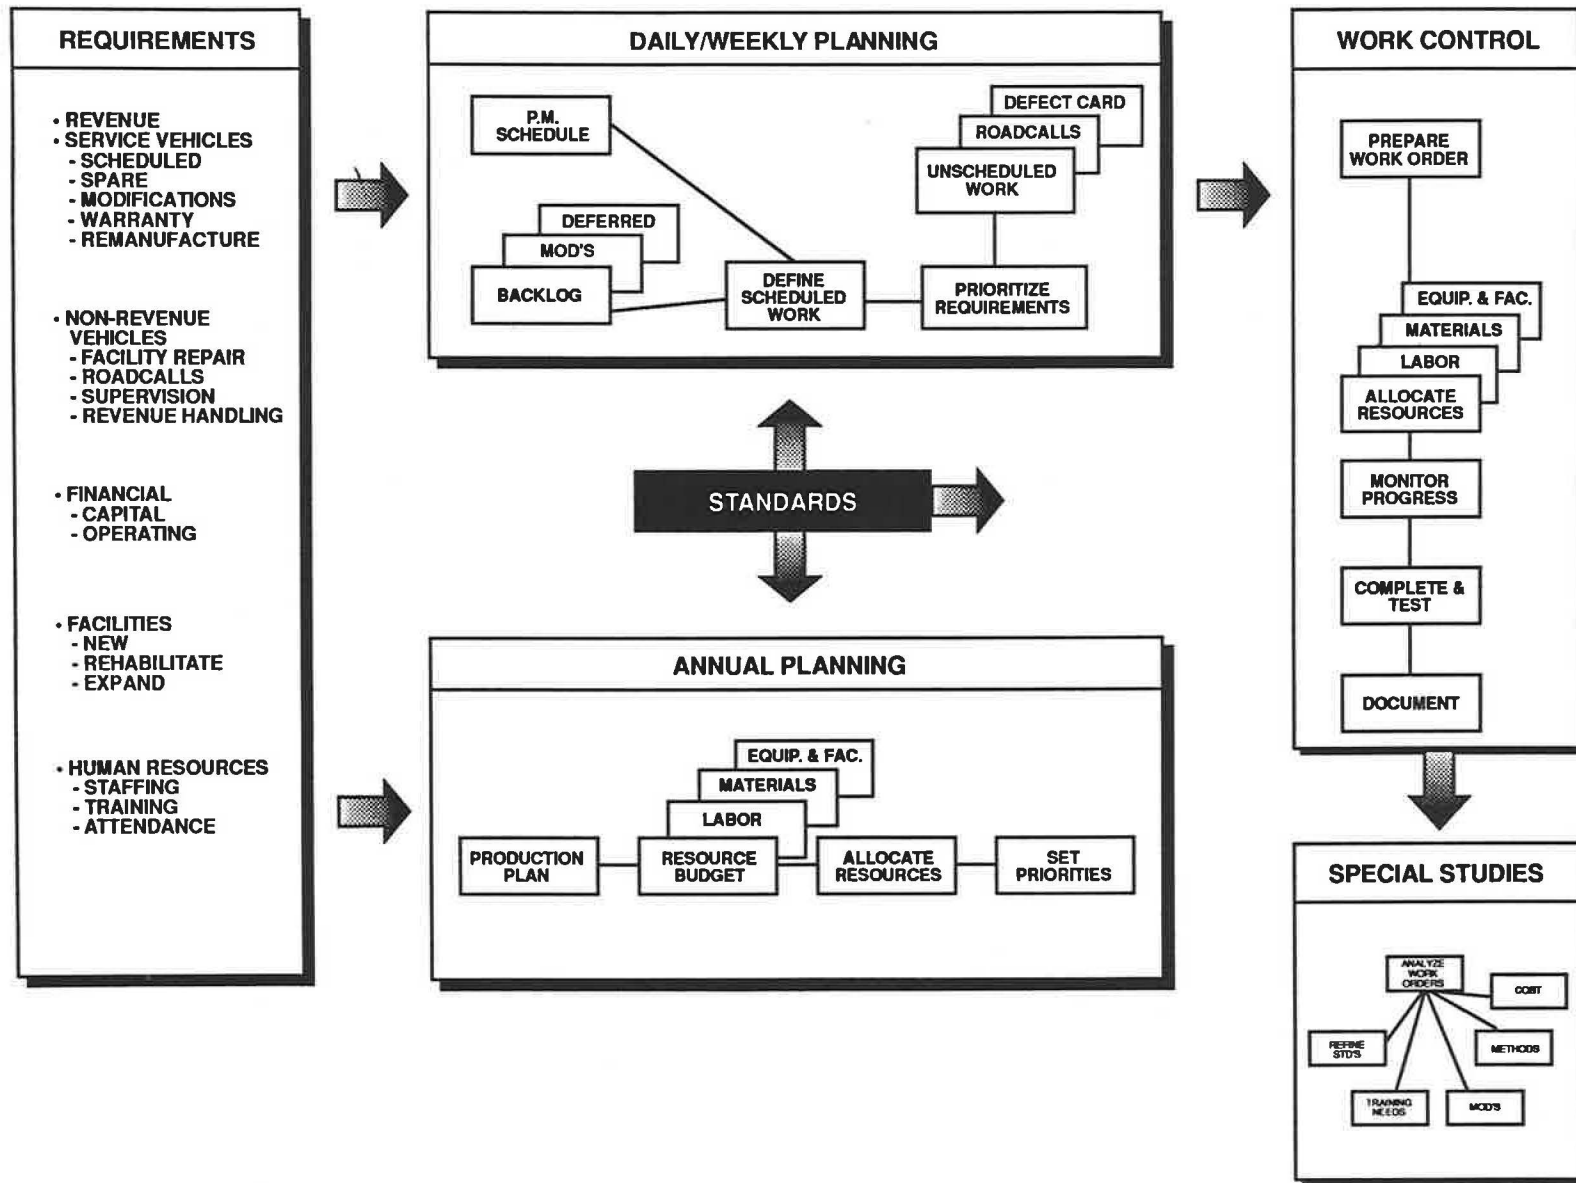 REQUIREMENTS
• REVENUE
• SERVICE VEHICLES
- SCHEDULED
- SPARE
- MODIFICATIONS
- WARRANTY
- REMANUFACTURE
• NON-REVENUE
VEHICLES
- FACILITY REPAIR
- ROADCALLS
- SUPERVISION
- REVENUE HANDLING
• FINANCIAL
- CAPITAL
- OPERATING
• FACILITIES
- NEW
- REHABILITATE
- EXPAND
• HUMAN RESOURCES
- STAFFING
- TRAINING
- ATTENDANCE
DAILY/WEEKLY PLANNING
P.M.
SCHEDULE
DEFERRED
MOD'S
BACKLOG
DEFINE
SCHEDULED
WORK
DEFECT CARD
ROADCALLS
UNSCHEDULED
WORK
PRIORITIZE
REQUIREMENTS
STANDARDS
ANNUAL PLANNING
PRODUCTION
PLAN
EQUIP. & FAC.
MATERIALS
LABOR
RESOURCE
BUDGET
ALLOCATE
RESOURCES
SET
PRIORITIES
WORK CONTROL
PREPARE
WORK ORDER
EQUIP. & FAC.
MATERIALS
LABOR
ALLOCATE
RESOURCES
MONITOR
PROGRESS
COMPLETE &
TEST
DOCUMENT
SPECIAL STUDIES
ANALYZE
WORK
ORDERS
COST
REFINE
STD'S
METHODS
TRAINING
NEEDS
MOD'S